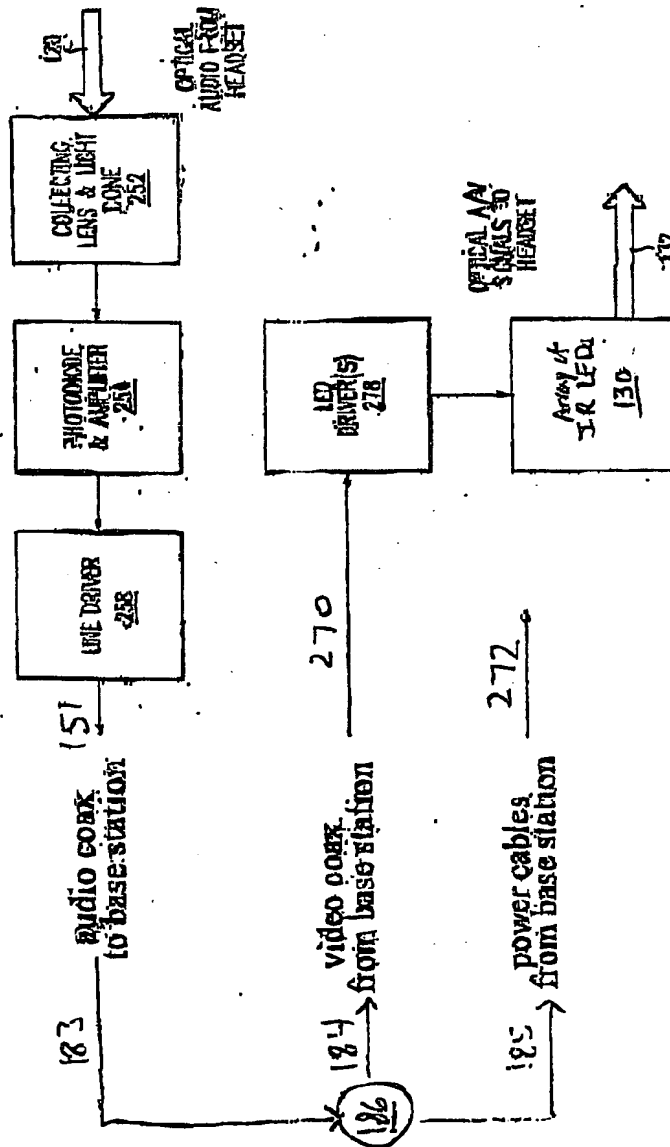 OPTICAL
AUDIO FROM
HEADSET
COLLECTING
LENS & LIGHT
CONE
252
PHOTODIODE
& AMPLIFIER
LINE DRIVER
258
157
audio coax
to base station
183
OPTICAL A/V
SIGNALS TO
HEADSET
LED
DRIVER(S)
278
Array of
IR LEDs
130
270
video coax
from base station
184
186
272
power cables
from base station
185